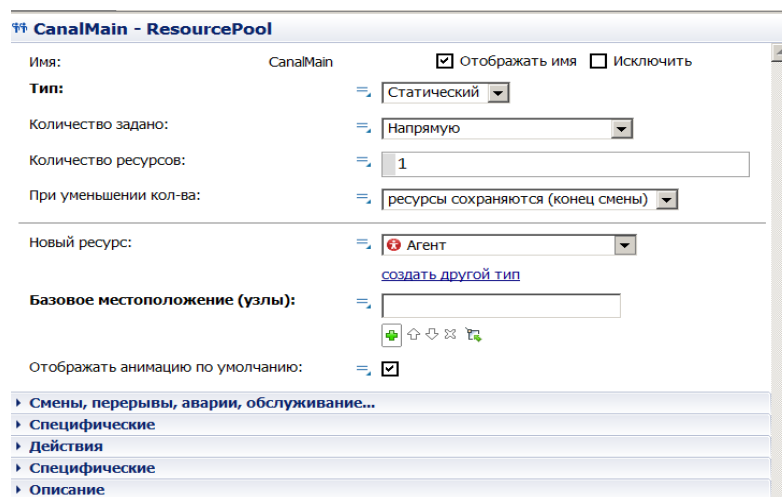 CanalMain - ResourcePool
Имя: CanalMain Отображать имя Исключить
Тип: Статический
Количество задано: Напрямую
Количество ресурсов: 1
При уменьшении кол-ва: ресурсы сохраняются (конец смены)
Новый ресурс: Агент
создать другой тип
Базовое местоположение (узлы):
Отображать анимацию по умолчанию:
Смены, перерывы, аварии, обслуживание...
Специфические
Действия
Специфические
Описание